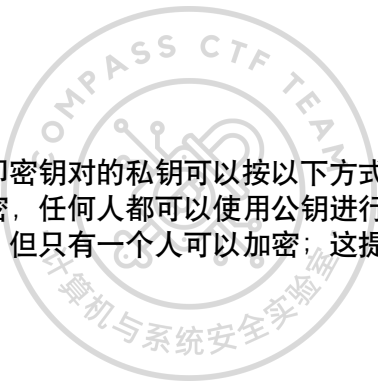 COMPASS CTF TEAM
即密钥对的私钥可以按以下方式
密，任何人都可以使用公钥进行
但只有一个人可以加密；这提
计算机与系统安全实验室